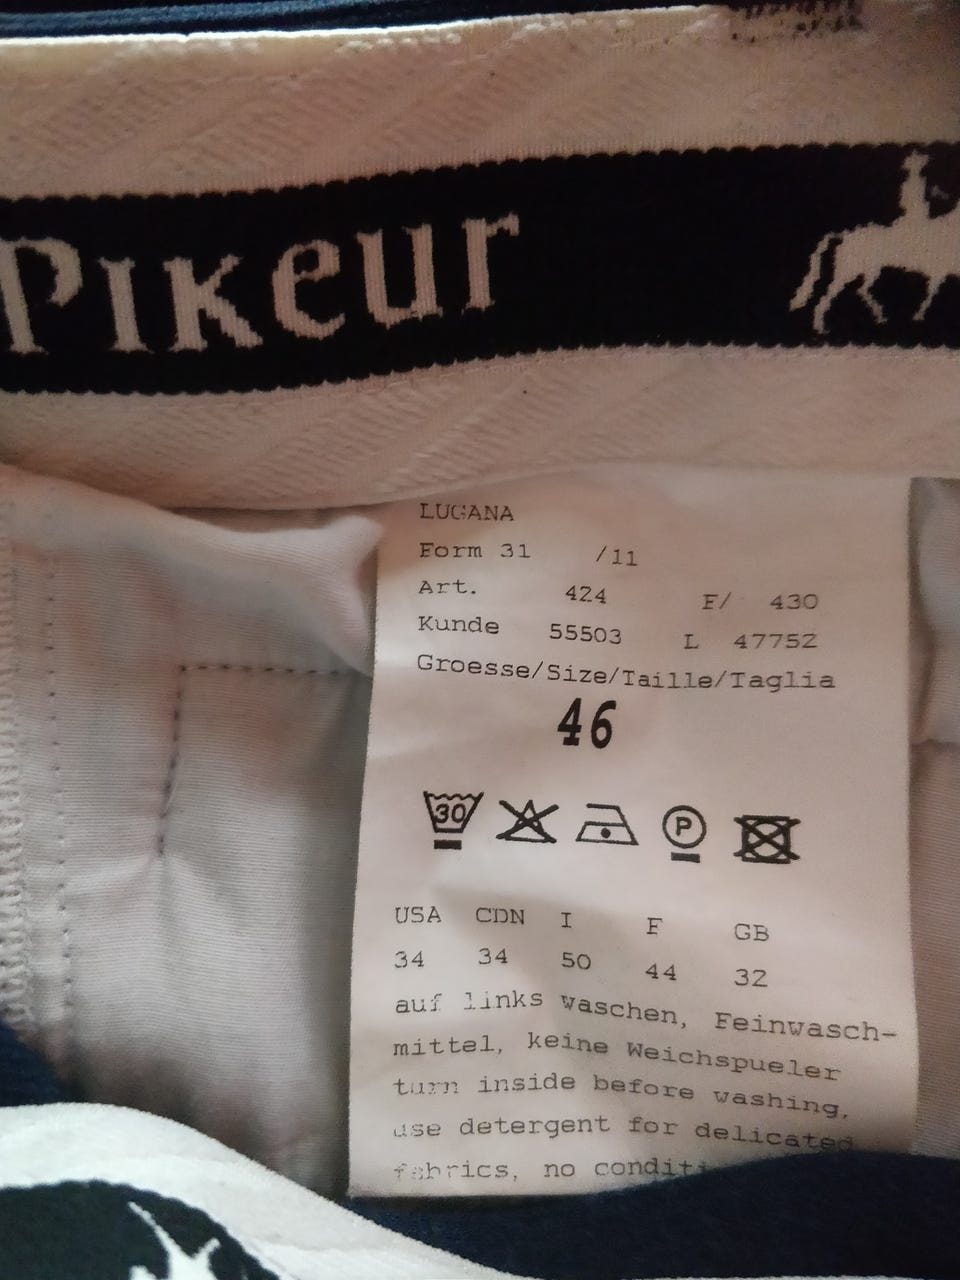 Pikeur
LUGANA
Form 31 /11
Art. 424 F/ 430
Kunde 55503 L 47752
Groesse/Size/Taille/Taglia
46
30 P
USA CDN I F GB
34 34 50 44 32
auf links waschen, Feinwasch-
mittel, keine Weichspueler
turn inside before washing,
use detergent for delicated
fabrics, no condit